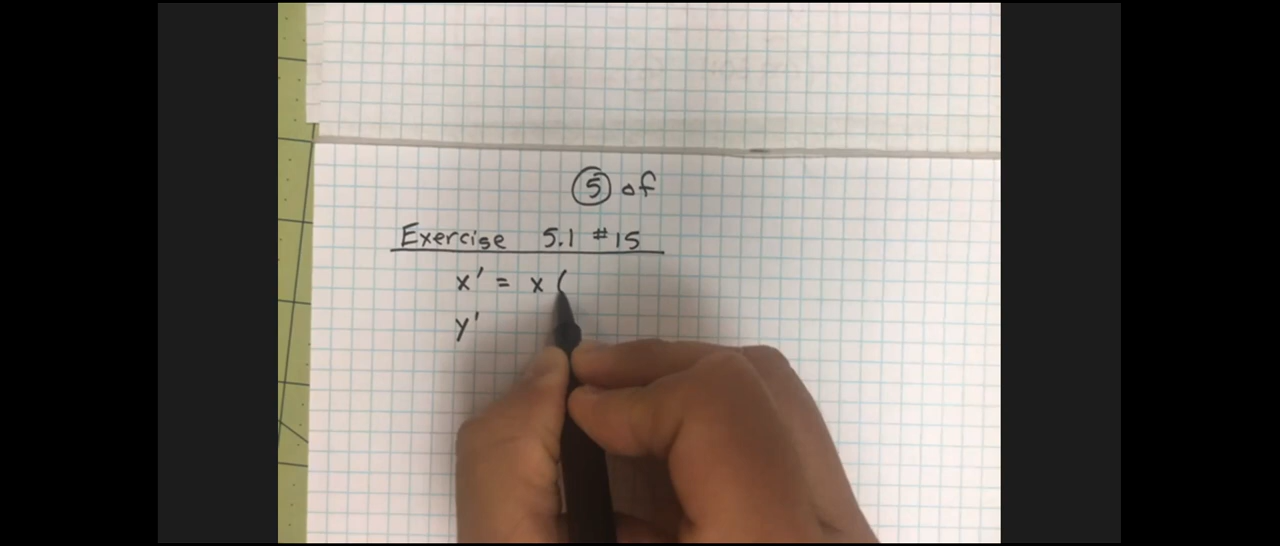 5 of
Exercise 5.1 #15
x' = x (
y'